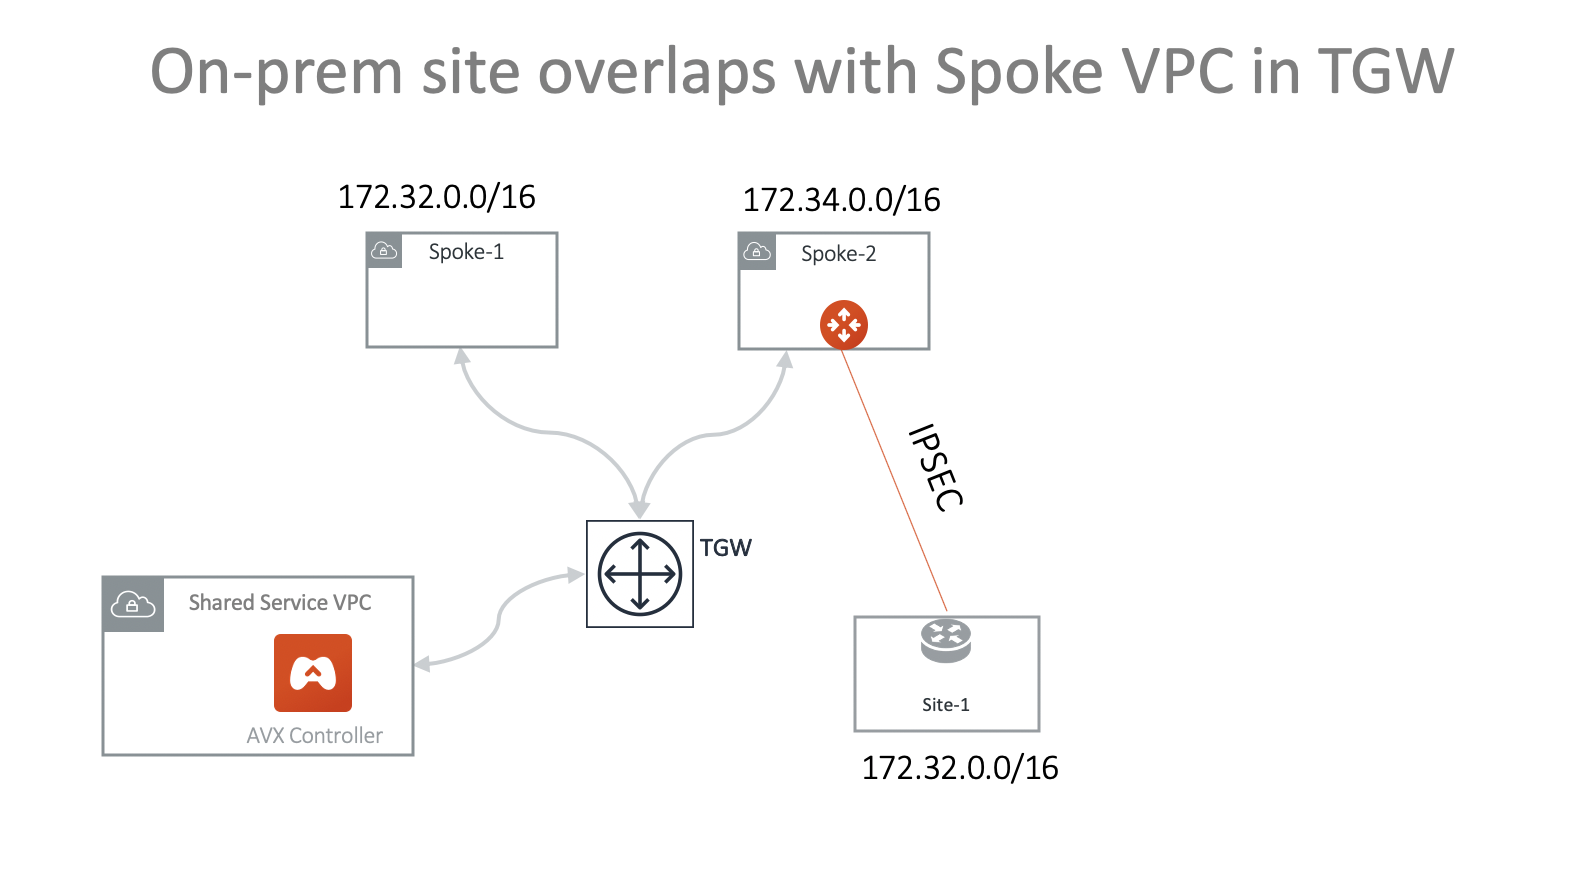 On-prem site overlaps with Spoke VPC in TGW
172.32.0.0/16
172.34.0.0/16
Spoke-1
Spoke-2
IPSEC
TGW
Shared Service VPC
AVX Controller
Site-1
172.32.0.0/16